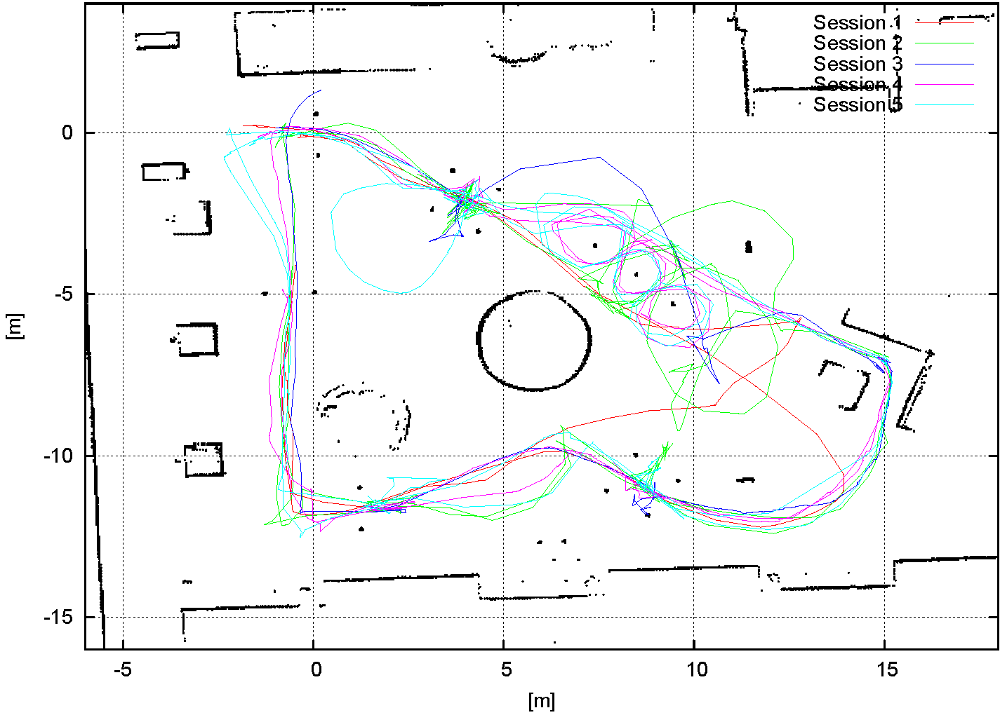 Session 1
Session 2
Session 3
Session 4
Session 5
0
-5
-10
-15
[m]
-5 0 5 10 15
[m]